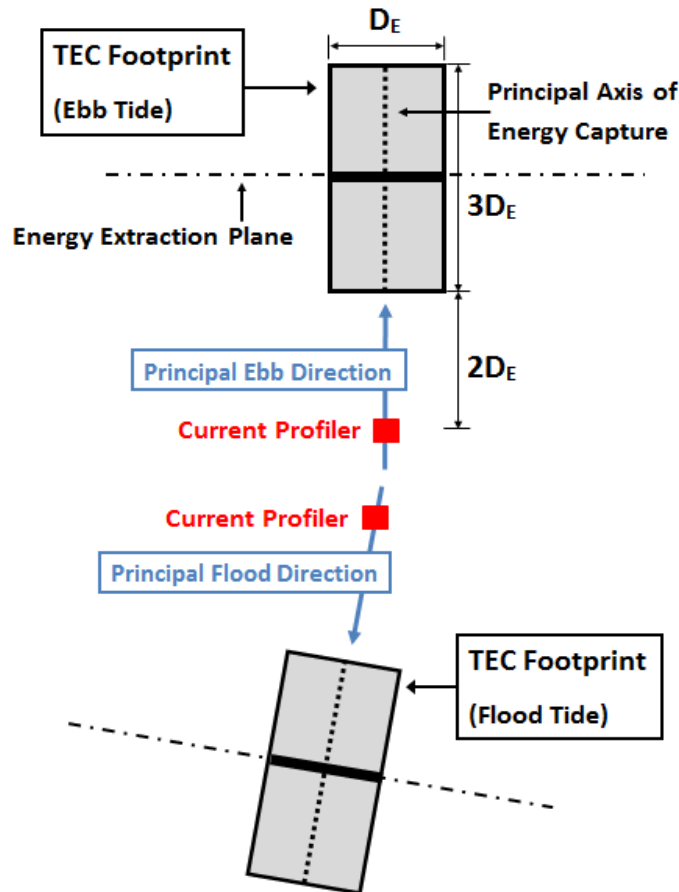 D_E
TEC Footprint
(Ebb Tide)
Principal Axis of
Energy Capture
3D_E
Energy Extraction Plane
2D_E
Principal Ebb Direction
Current Profiler
Current Profiler
Principal Flood Direction
TEC Footprint
(Flood Tide)